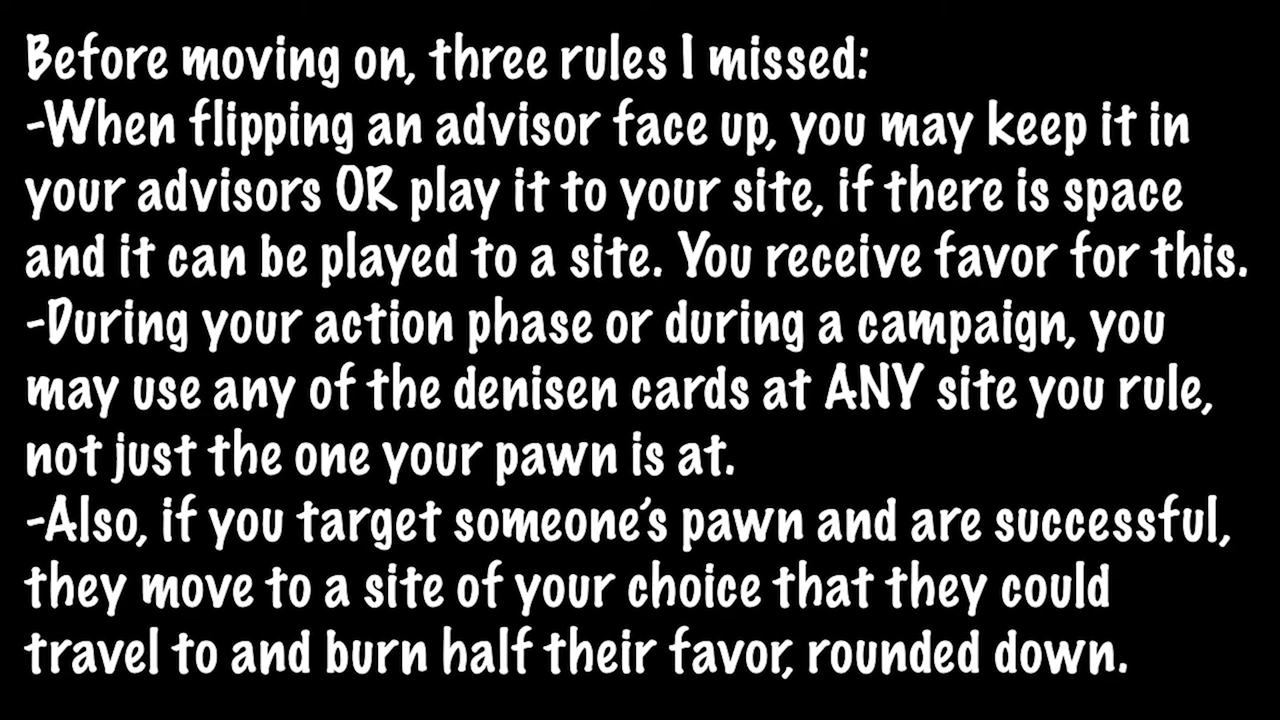 Before moving on, three rules I missed:
-When flipping an advisor face up, you may keep it in
your advisors OR play it to your site, if there is space
and it can be played to a site. You receive favor for this.
-During your action phase or during a campaign, you
may use any of the denisen cards at ANY site you rule,
not just the one your pawn is at.
-Also, if you target someone's pawn and are successful,
they move to a site of your choice that they could
travel to and burn half their favor, rounded down.